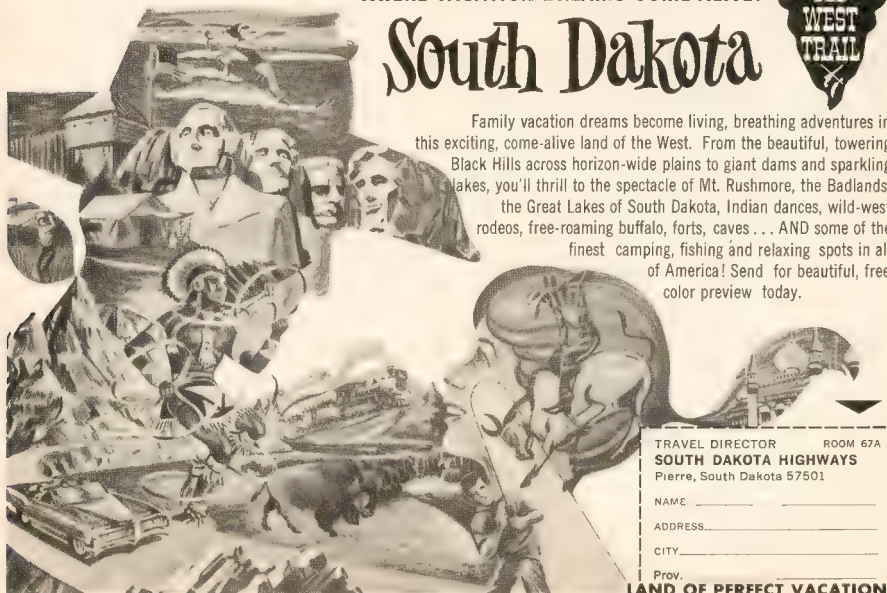 South Dakota
WEST
TRAIL
Family vacation dreams become living, breathing adventures in
this exciting, come-alive land of the West. From the beautiful, towering
Black Hills across horizon-wide plains to giant dams and sparkling
lakes, you'll thrill to the spectacle of Mt. Rushmore, the Badlands
the Great Lakes of South Dakota, Indian dances, wild-west
rodeos, free-roaming buffalo, forts, caves ... AND some of the
finest camping, fishing and relaxing spots in al
of America! Send for beautiful, free
color preview today.
TRAVEL DIRECTOR ROOM 67A
SOUTH DAKOTA HIGHWAYS
Pierre, South Dakota 57501
NAME
ADDRESS
CITY
Prov.
LAND OF PERFECT VACATION